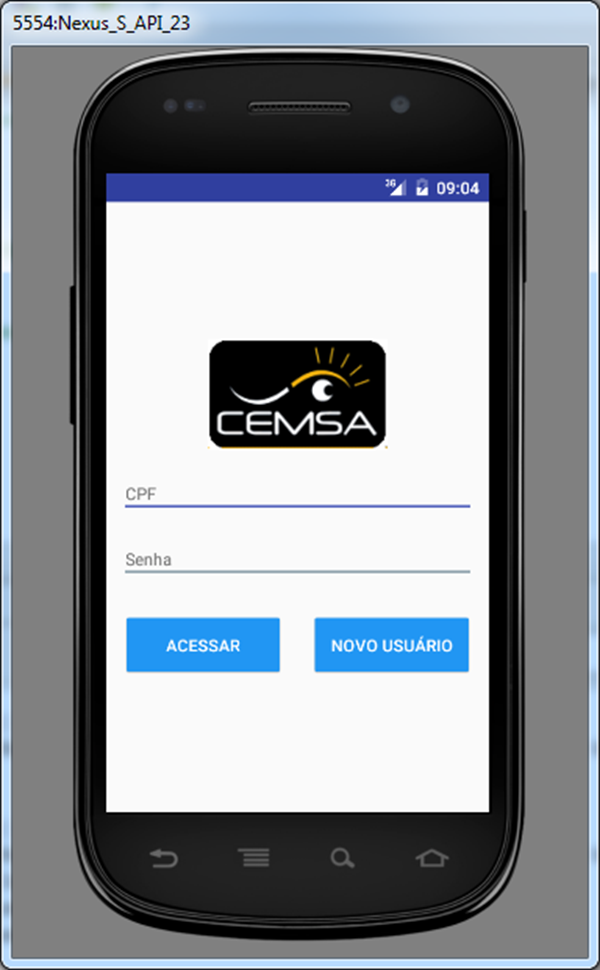 5554:Nexus_S_API_23
3G 09:04
CEMSA
CPF
Senha
ACESSAR NOVO USUÁRIO